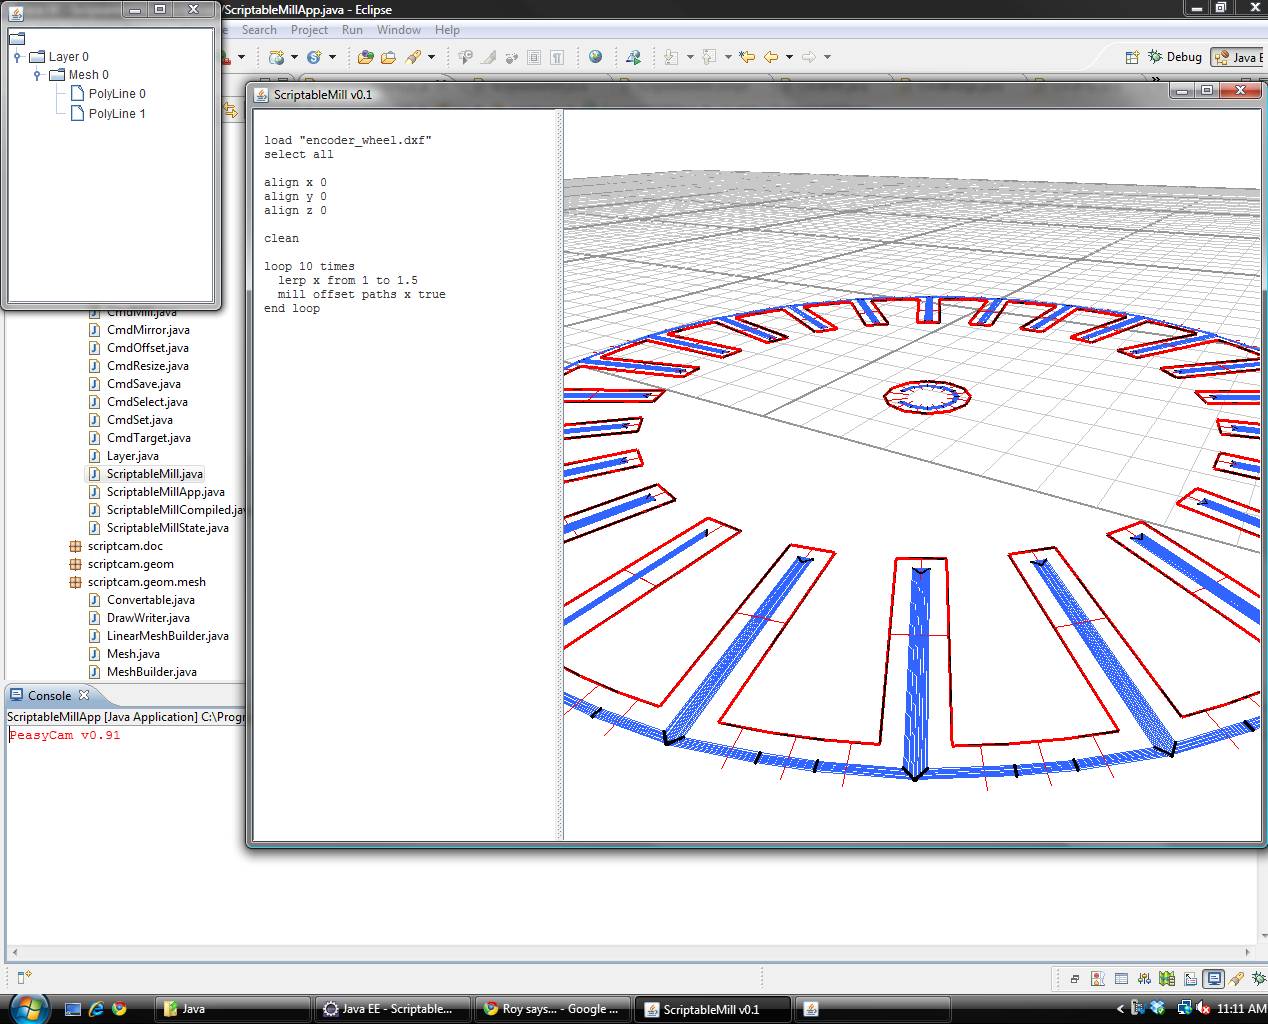 /ScriptableMillApp.java - Eclipse
Search Project Run Window Help
Layer 0
Mesh 0
PolyLine 0
PolyLine 1
Debug
Java E
ScriptableMill v0.1
load "encoder_wheel.dxf"
select all
align x 0
align y 0
align z 0
clean
loop 10 times
lerp x from 1 to 1.5
mill offset paths x true
end loop
CmdMill.java
CmdMirror.java
CmdOffset.java
CmdResize.java
CmdSave.java
CmdSelect.java
CmdSet.java
CmdTarget.java
Layer.java
ScriptableMill.java
ScriptableMillApp.java
ScriptableMillCompiled.jav
ScriptableMillState.java
scriptcam.doc
scriptcam.geom
scriptcam.geom.mesh
Convertable.java
DrawWriter.java
LinearMeshBuilder.java
Mesh.java
MeshBuilder.java
Console
ScriptableMillApp [Java Application] C:\Progr
PeasyCam v0.91
Java
Java EE - Scriptable...
Roy says... - Google ...
ScriptableMill v0.1
11:11 AM